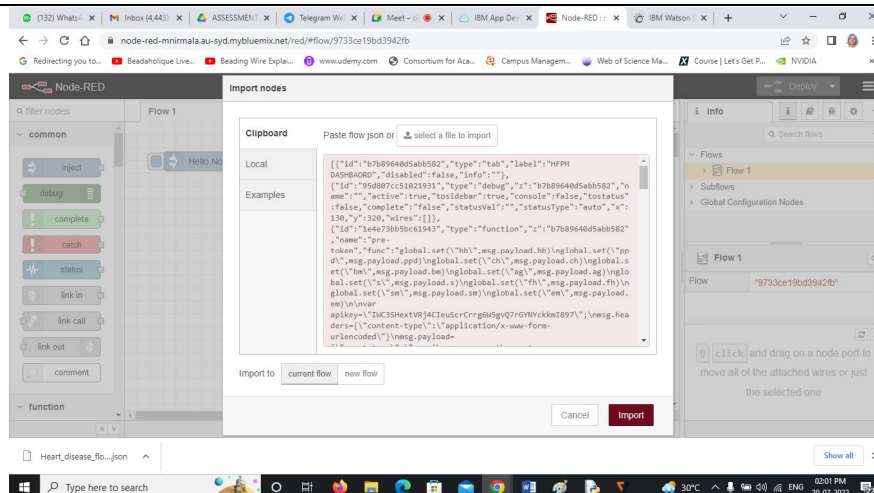 (132) WhatsA
Inbox (4,443)
ASSESSMENT
Telegram We
Meet – d
IBM App Dev
Node-RED :
IBM Watson
node-red-mnirmala.au-syd.mybluemix.net/red/#flow/9733ce19bd3942fb
Redirecting you to...
Beadaholique Live...
Beading Wire Explai...
www.udemy.com
Consortium for Aca...
Campus Managem...
Web of Science Ma...
Course | Let's Get P...
NVIDIA
Node-RED
Deploy
Import nodes
filter nodes
Flow 1
info
i
Search flows
common
inject
debug
complete
catch
status
link in
link call
link out
comment
function
Hello No
Clipboard
Local
Examples
Paste flow json or
select a file to import
[{"id":"b7b89640d5abb582","type":"tab","label":"HFPM
DASHBAORD","disabled":false,"info":""},
{"id":"95d807cc51021931","type":"debug","z":"b7b89640d5abb582","n
ame":"","active":true,"tosidebar":true,"console":false,"tostatus"
:false,"complete":"false","statusVal":"","statusType":"auto","x":
130,"y":320,"wires":[]},
{"id":"1e4e73bb5bc61943","type":"function","z":"b7b89640d5abb582"
,"name":"pre-
token","func":"global.set(\"hb\",msg.payload.hb)\nglobal.set(\"pp
d\",msg.payload.ppd)\nglobal.set(\"ch\",msg.payload.ch)\nglobal.s
et(\"bm\",msg.payload.bm)\nglobal.set(\"ag\",msg.payload.ag)\nglo
bal.set(\"s\",msg.payload.s)\nglobal.set(\"fh\",msg.payload.fh)\n
global.set(\"sm\",msg.payload.sm)\nglobal.set(\"em\",msg.payload.
em)\n\nvar
apikey=\"IWC3SHextVRj4CIeuScrCrrg6W5gvQ7rGYNYckkmI897\";\nmsg.hea
ders={\"content-type\":\"application/x-www-form-
urlencoded\"}\nmsg.payload=
Import to
current flow
new flow
Cancel
Import
Flows
Flow 1
Subflows
Global Configuration Nodes
Flow 1
Flow
"9733ce19bd3942fb"
click and drag on a node port to
move all of the attached wires or just
the selected one
Heart_disease_flo....json
Show all
Type here to search
30°C
ENG
02:01 PM
20-07-2022